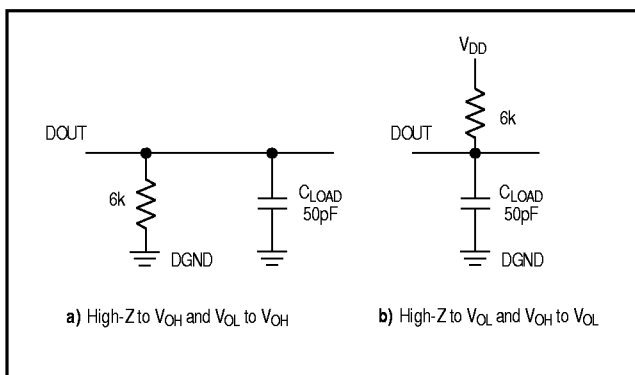 DOUT
6k
CLOAD
50pF
DGND
a) High-Z to VOH and VOL to VOH
VDD
6k
DOUT
CLOAD
50pF
DGND
b) High-Z to VOL and VOH to VOL